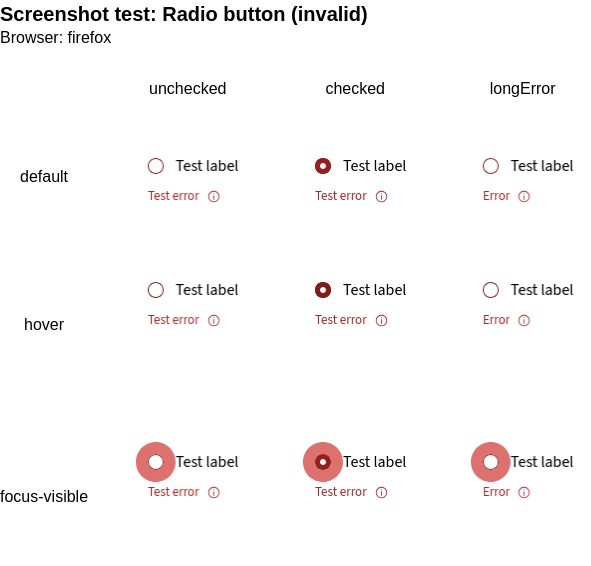 Screenshot test: Radio button (invalid)
Browser: firefox
unchecked checked longError
default Test label Test label Test label
Test error Test error Error
hover Test label Test label Test label
Test error Test error Error
focus-visible Test label Test label Test label
Test error Test error Error